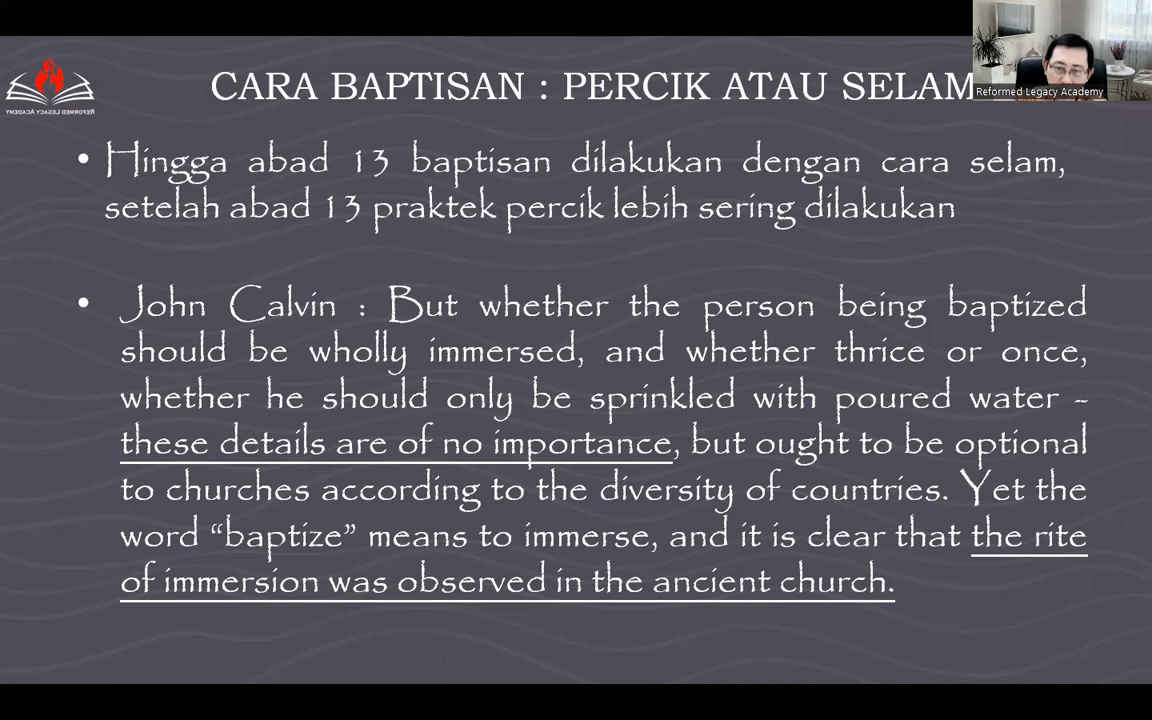 CARA BAPTISAN : PERCIK ATAU SELAM
Reformed Legacy Academy
REFORMED LEGACY ACADEMY
• Hingga abad 13 baptisan dilakukan dengan cara selam,
setelah abad 13 praktek percik lebih sering dilakukan
• John Calvin : But whether the person being baptized
should be wholly immersed, and whether thrice or once,
whether he should only be sprinkled with poured water -
these details are of no importance, but ought to be optional
to churches according to the diversity of countries. Yet the
word “baptize” means to immerse, and it is clear that the rite
of immersion was observed in the ancient church.